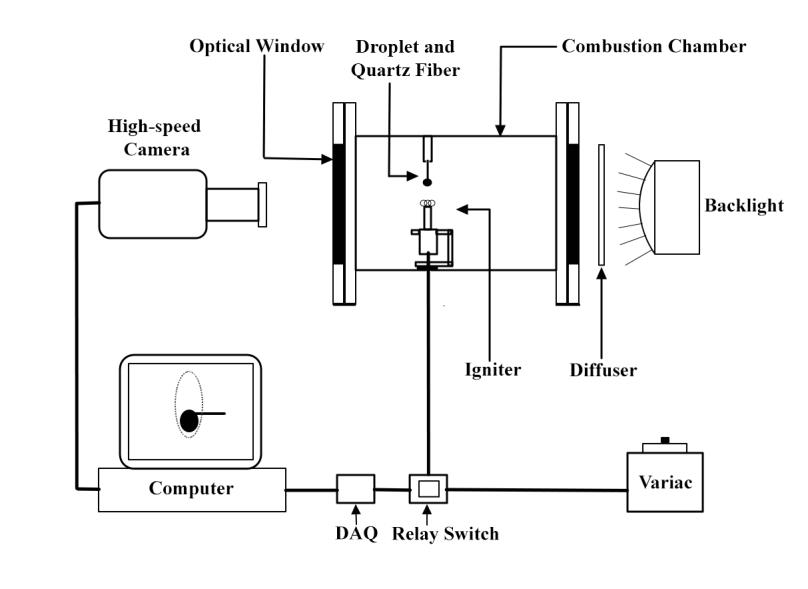 Optical Window
Droplet and
Quartz Fiber
Combustion Chamber
High-speed
Camera
Backlight
Igniter
Diffuser
Computer
Variac
DAQ
Relay Switch